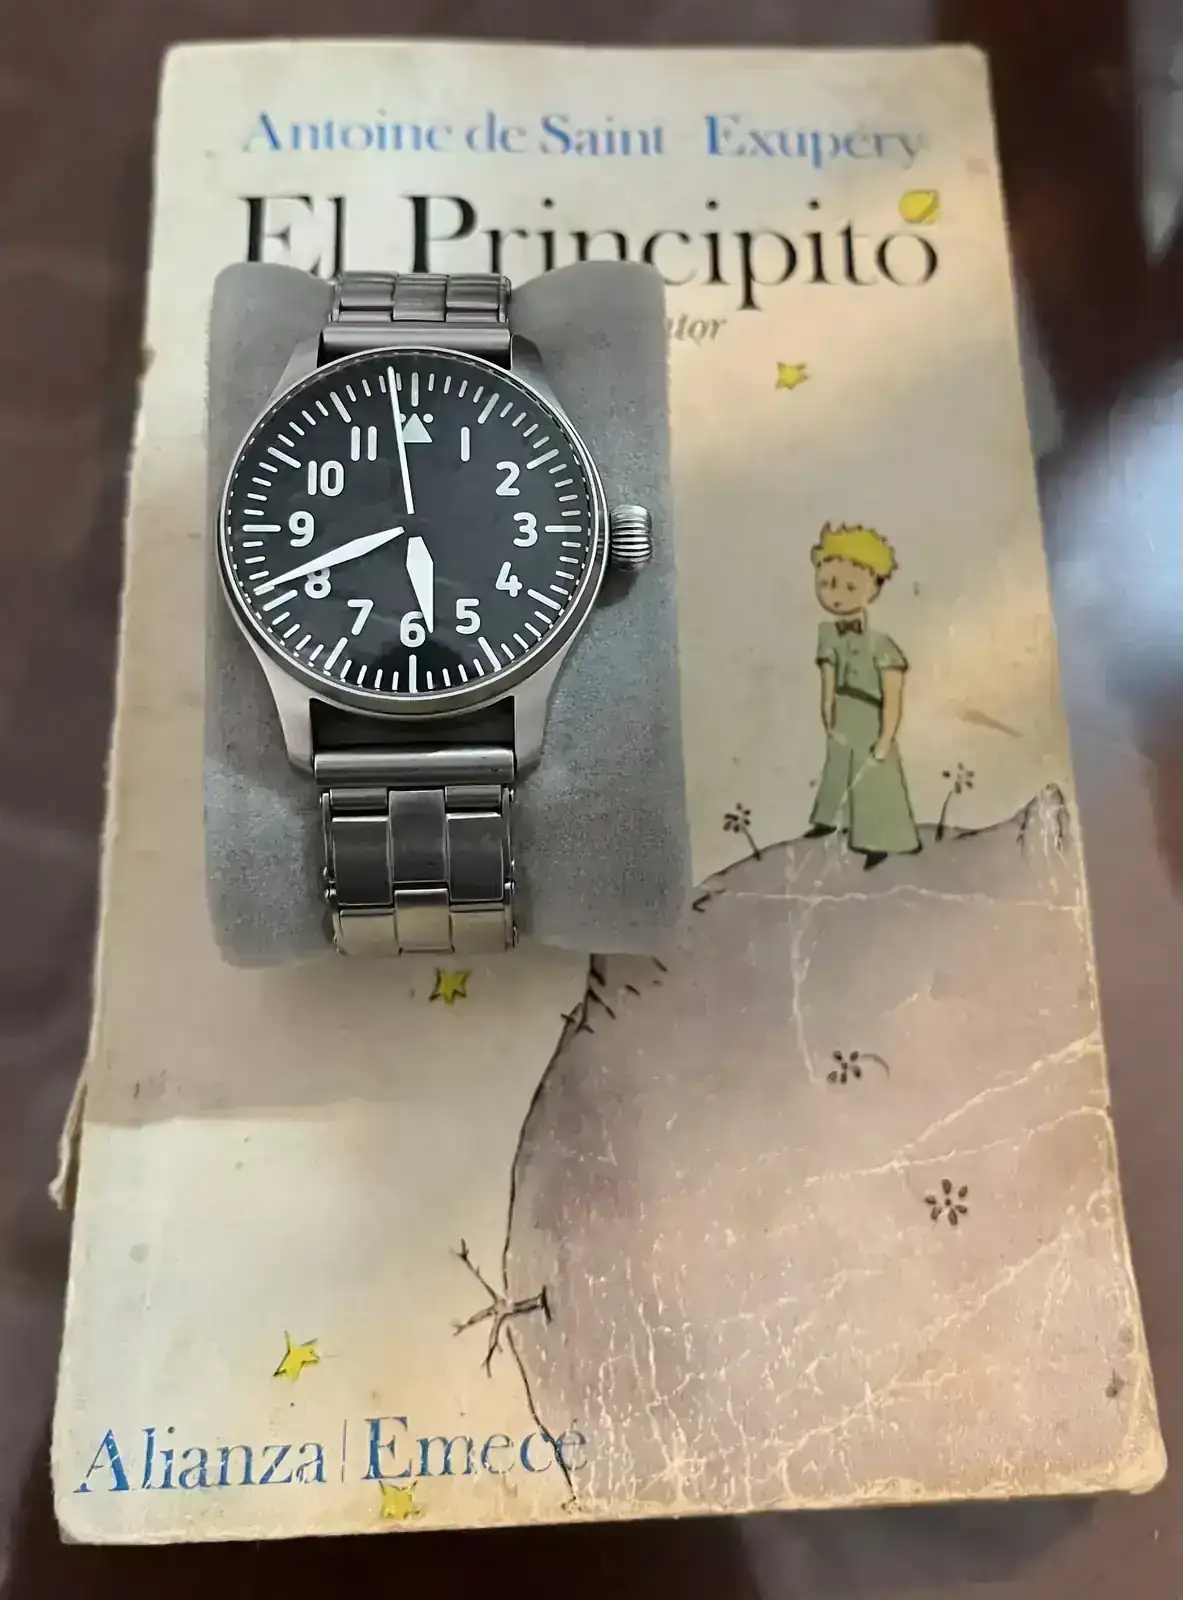 Antoine de Saint-Exupéry
El Principito
11 1
10 2
9 3
8 4
7 6 5
Alianza | Emecé